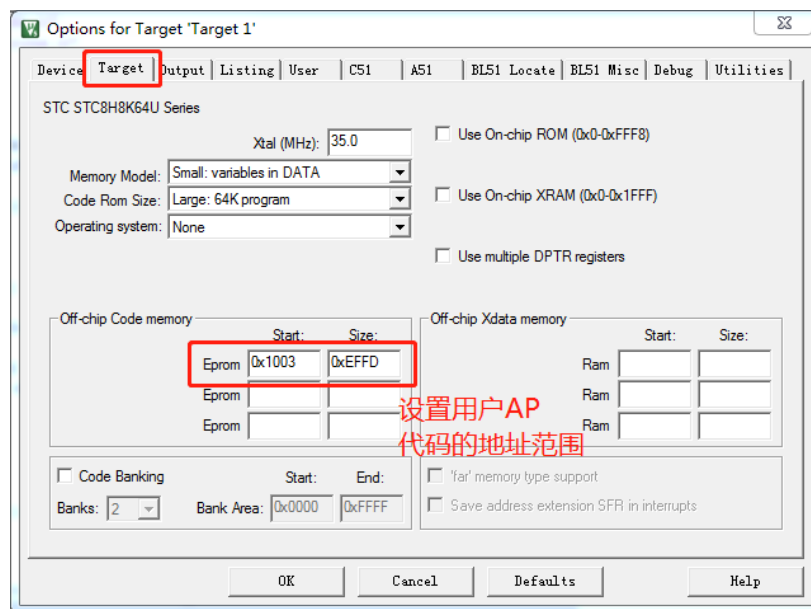 Options for Target 'Target 1'
Device Target Output Listing User C51 A51 BL51 Locate BL51 Misc Debug Utilities
STC STC8H8K64U Series
Xtal (MHz): 35.0
Use On-chip ROM (0x0-0xFFF8)
Memory Model: Small: variables in DATA
Code Rom Size: Large: 64K program
Use On-chip XRAM (0x0-0x1FFF)
Operating system: None
Use multiple DPTR registers
Off-chip Code memory
Start: Size:
Eprom 0x1003 0xEFFD
Eprom
Eprom
Off-chip Xdata memory
Start: Size:
Ram
Ram
Ram
设置用户AP
代码的地址范围
Code Banking Start: End:
Banks: 2 Bank Area: 0x0000 0xFFFF
'far' memory type support
Save address extension SFR in interrupts
OK Cancel Defaults Help